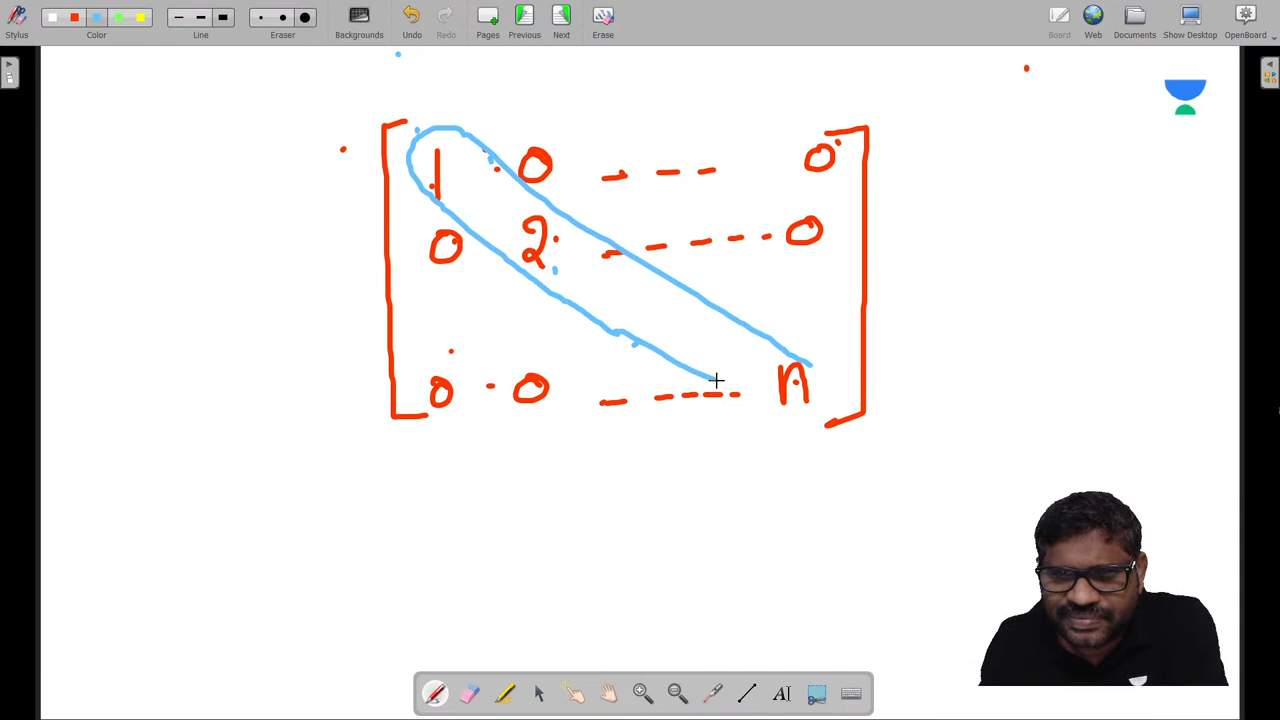 Stylus Color Line Eraser Backgrounds Undo Redo Pages Previous Next Erase Board Web Documents Show Desktop OpenBoard
1 0 ---- 0
0 2 ------ 0
0 0 ------ n